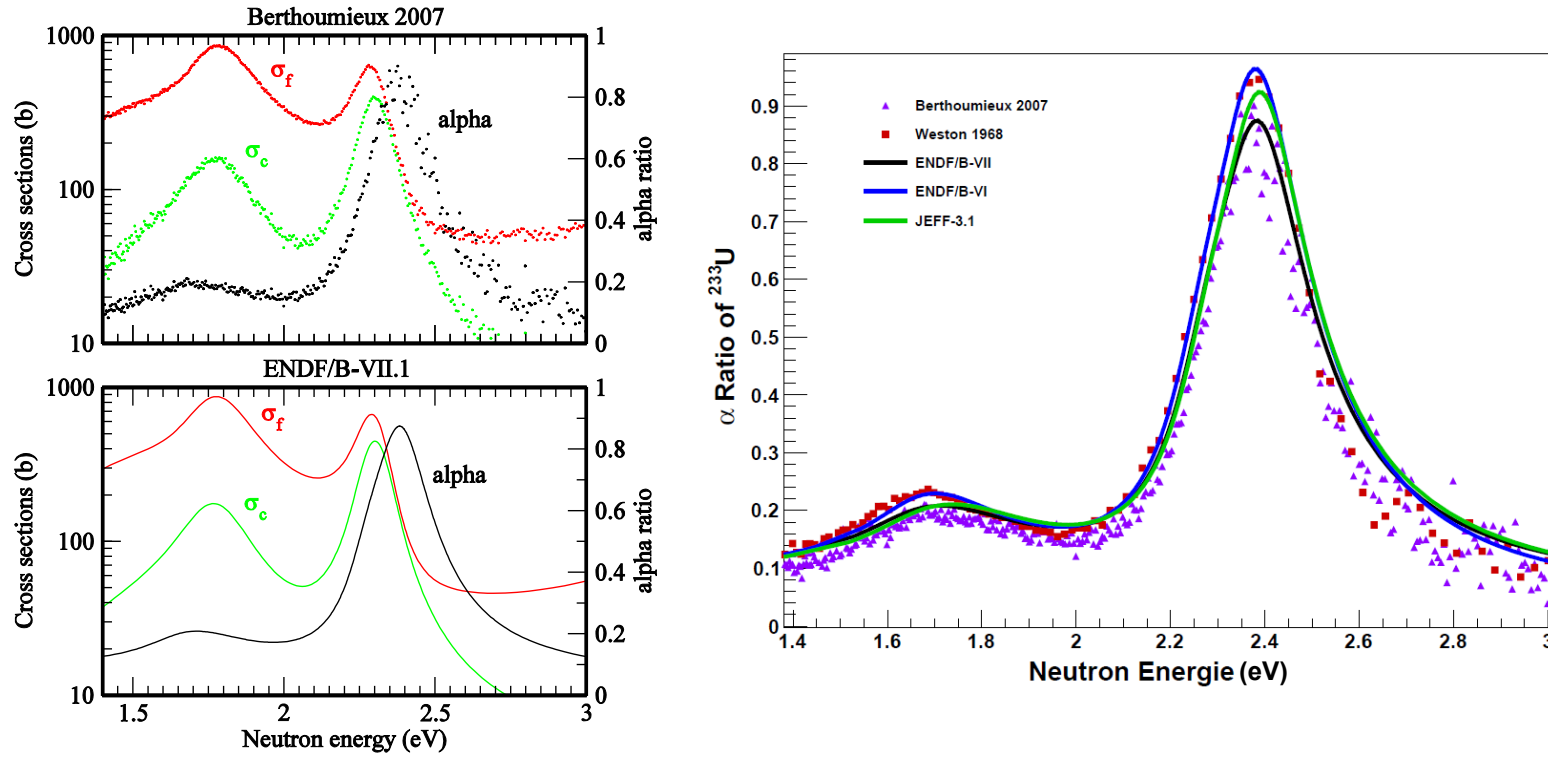 Berthoumieux 2007
1000
100
10
Cross sections (b)
σf
σc
alpha
1
0.8
0.6
0.4
0.2
0
alpha ratio
ENDF/B-VII.1
1000
100
10
Cross sections (b)
σf
σc
alpha
1
0.8
0.6
0.4
0.2
0
alpha ratio
1.5 2 2.5 3
Neutron energy (eV)
α Ratio of 233U
0.9
0.8
0.7
0.6
0.5
0.4
0.3
0.2
0.1
0
Berthoumieux 2007
Weston 1968
ENDF/B-VII
ENDF/B-VI
JEFF-3.1
1.4 1.6 1.8 2 2.2 2.4 2.6 2.8 3
Neutron Energie (eV)